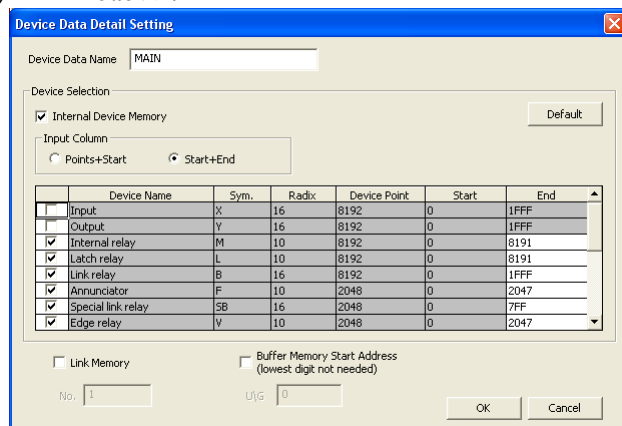 Device Data Detail Setting
Device Data Name MAIN
Device Selection
Internal Device Memory
Default
Input Column
Points+Start Start+End
Device Name Sym. Radix Device Point Start End
Input X 16 8192 0 1FFF
Output Y 16 8192 0 1FFF
Internal relay M 10 8192 0 8191
Latch relay L 10 8192 0 8191
Link relay B 16 8192 0 1FFF
Annunciator F 10 2048 0 2047
Special link relay SB 16 2048 0 7FF
Edge relay V 10 2048 0 2047
Link Memory
Buffer Memory Start Address
(lowest digit not needed)
No. 1 U\G 0
OK Cancel